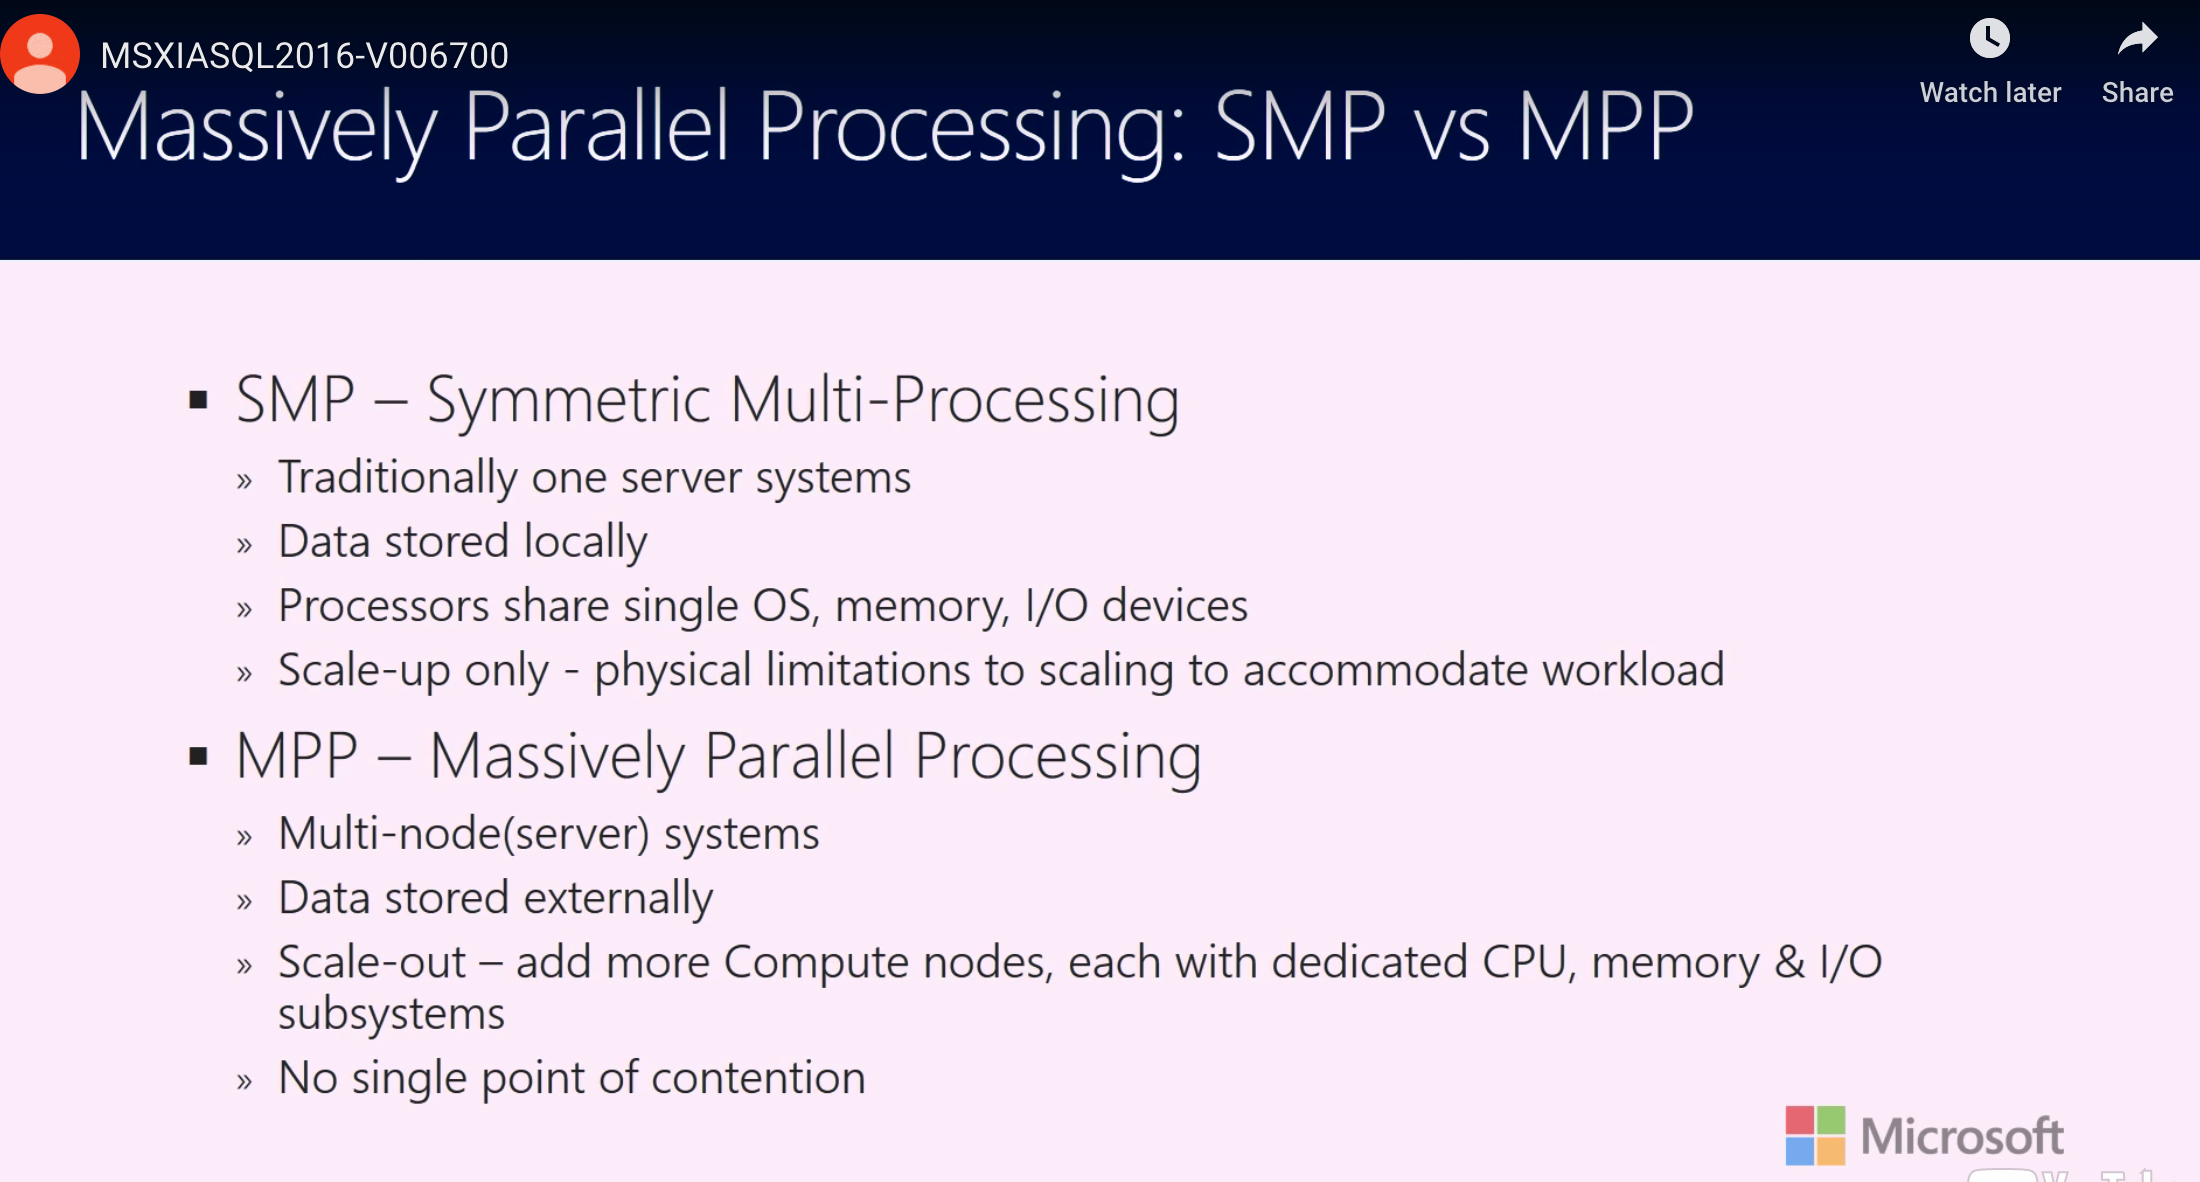 MSXIASQL2016-V006700
Watch later
Share
Massively Parallel Processing: SMP vs MPP
▪ SMP – Symmetric Multi-Processing
» Traditionally one server systems
» Data stored locally
» Processors share single OS, memory, I/O devices
» Scale-up only - physical limitations to scaling to accommodate workload
▪ MPP – Massively Parallel Processing
» Multi-node(server) systems
» Data stored externally
» Scale-out – add more Compute nodes, each with dedicated CPU, memory & I/O
subsystems
» No single point of contention
Microsoft